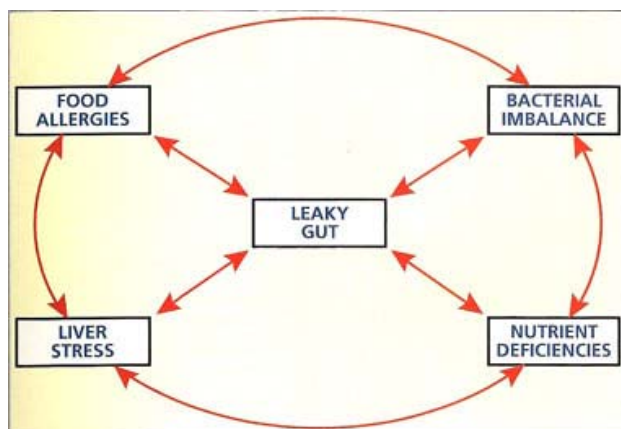 FOOD
ALLERGIES
BACTERIAL
IMBALANCE
LEAKY
GUT
LIVER
STRESS
NUTRIENT
DEFICIENCIES